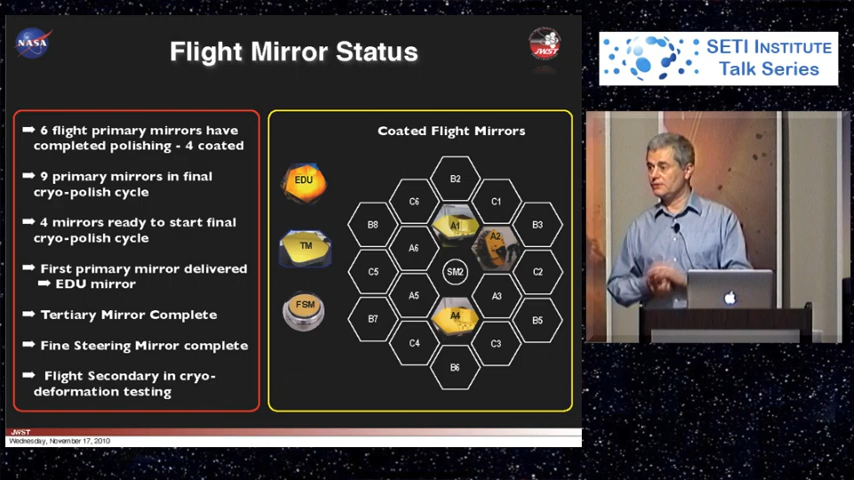 NASA
Flight Mirror Status
JWST
SETI INSTITUTE
Talk Series
➡ 6 flight primary mirrors have
completed polishing - 4 coated
➡ 9 primary mirrors in final
cryo-polish cycle
➡ 4 mirrors ready to start final
cryo-polish cycle
➡ First primary mirror delivered
➡ EDU mirror
➡ Tertiary Mirror Complete
➡ Fine Steering Mirror complete
➡ Flight Secondary in cryo-
deformation testing
Coated Flight Mirrors
EDU
TM
FSM
B2
C6
C1
B8
A1
B3
A2
A6
C5
SM2
C2
A5
A3
B7
A4
B5
C4
C3
B6
JWST
Wednesday, November 17, 2010